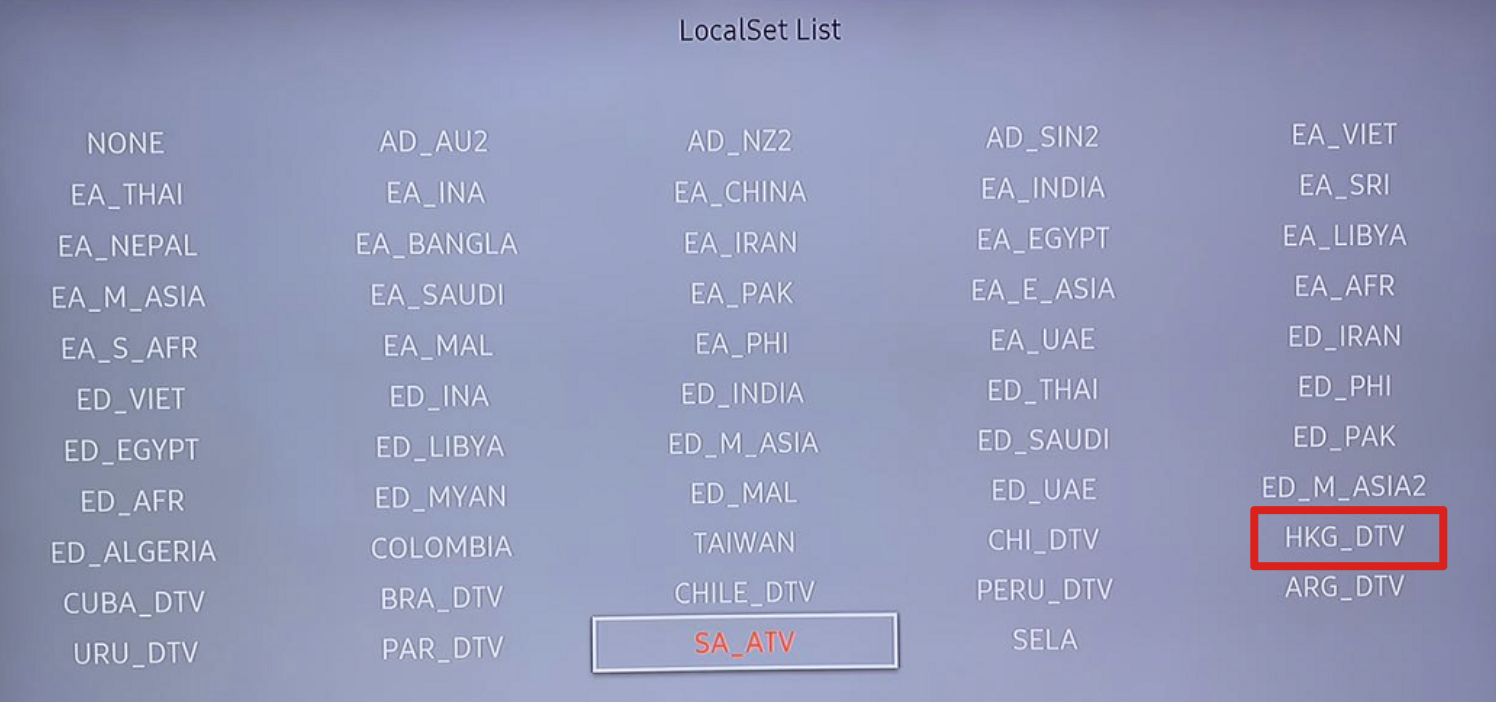 LocalSet List
NONE AD_AU2 AD_NZ2 AD_SIN2 EA_VIET
EA_THAI EA_INA EA_CHINA EA_INDIA EA_SRI
EA_NEPAL EA_BANGLA EA_IRAN EA_EGYPT EA_LIBYA
EA_M_ASIA EA_SAUDI EA_PAK EA_E_ASIA EA_AFR
EA_S_AFR EA_MAL EA_PHI EA_UAE ED_IRAN
ED_VIET ED_INA ED_INDIA ED_THAI ED_PHI
ED_EGYPT ED_LIBYA ED_M_ASIA ED_SAUDI ED_PAK
ED_AFR ED_MYAN ED_MAL ED_UAE ED_M_ASIA2
ED_ALGERIA COLOMBIA TAIWAN CHI_DTV HKG_DTV
CUBA_DTV BRA_DTV CHILE_DTV PERU_DTV ARG_DTV
URU_DTV PAR_DTV SA_ATV SELA